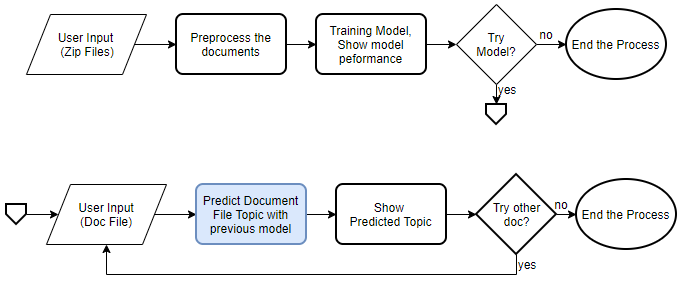 User Input
(Zip Files)
Preprocess the
documents
Training Model,
Show model
peformance
Try
Model?
no
End the Process
yes
User Input
(Doc File)
Predict Document
File Topic with
previous model
Show
Predicted Topic
Try other
doc?
no
End the Process
yes